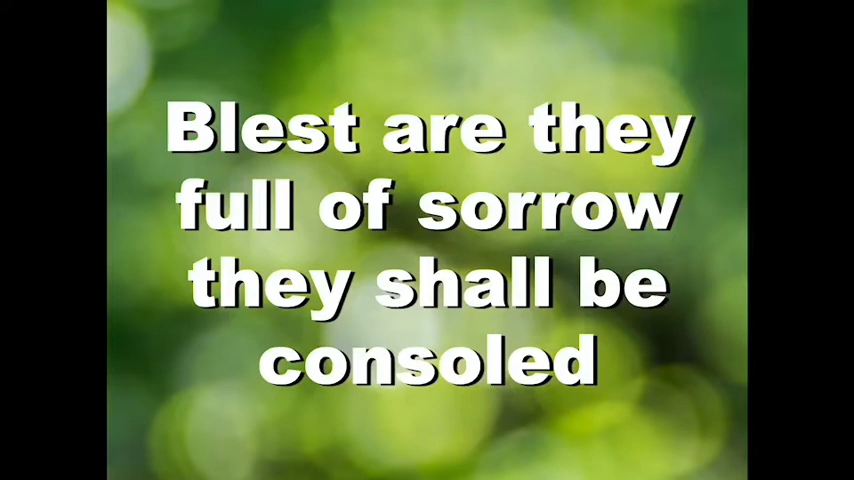 Blest are they
full of sorrow
they shall be
consoled